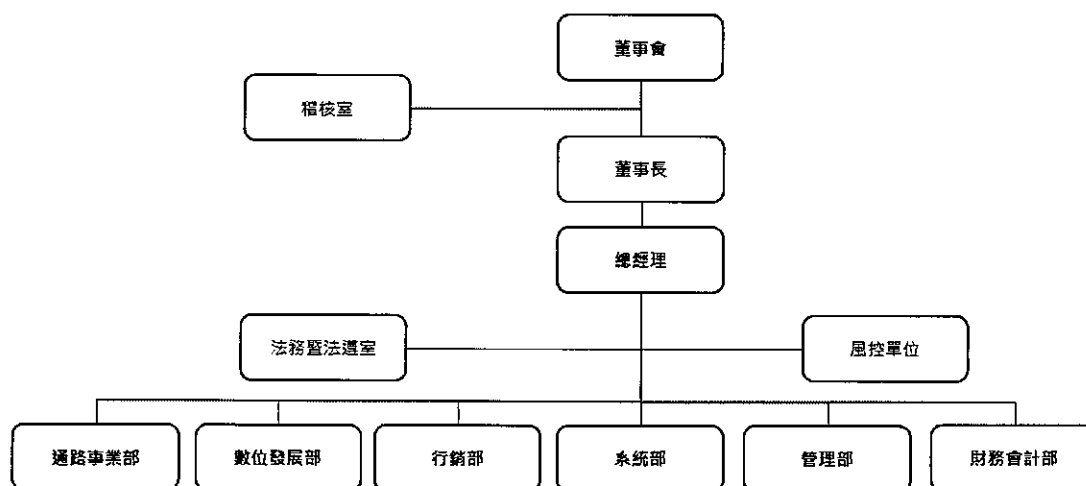 董事會
稽核室
董事長
總經理
法務暨法遵室
風控單位
通路事業部
數位發展部
行銷部
系統部
管理部
財務會計部